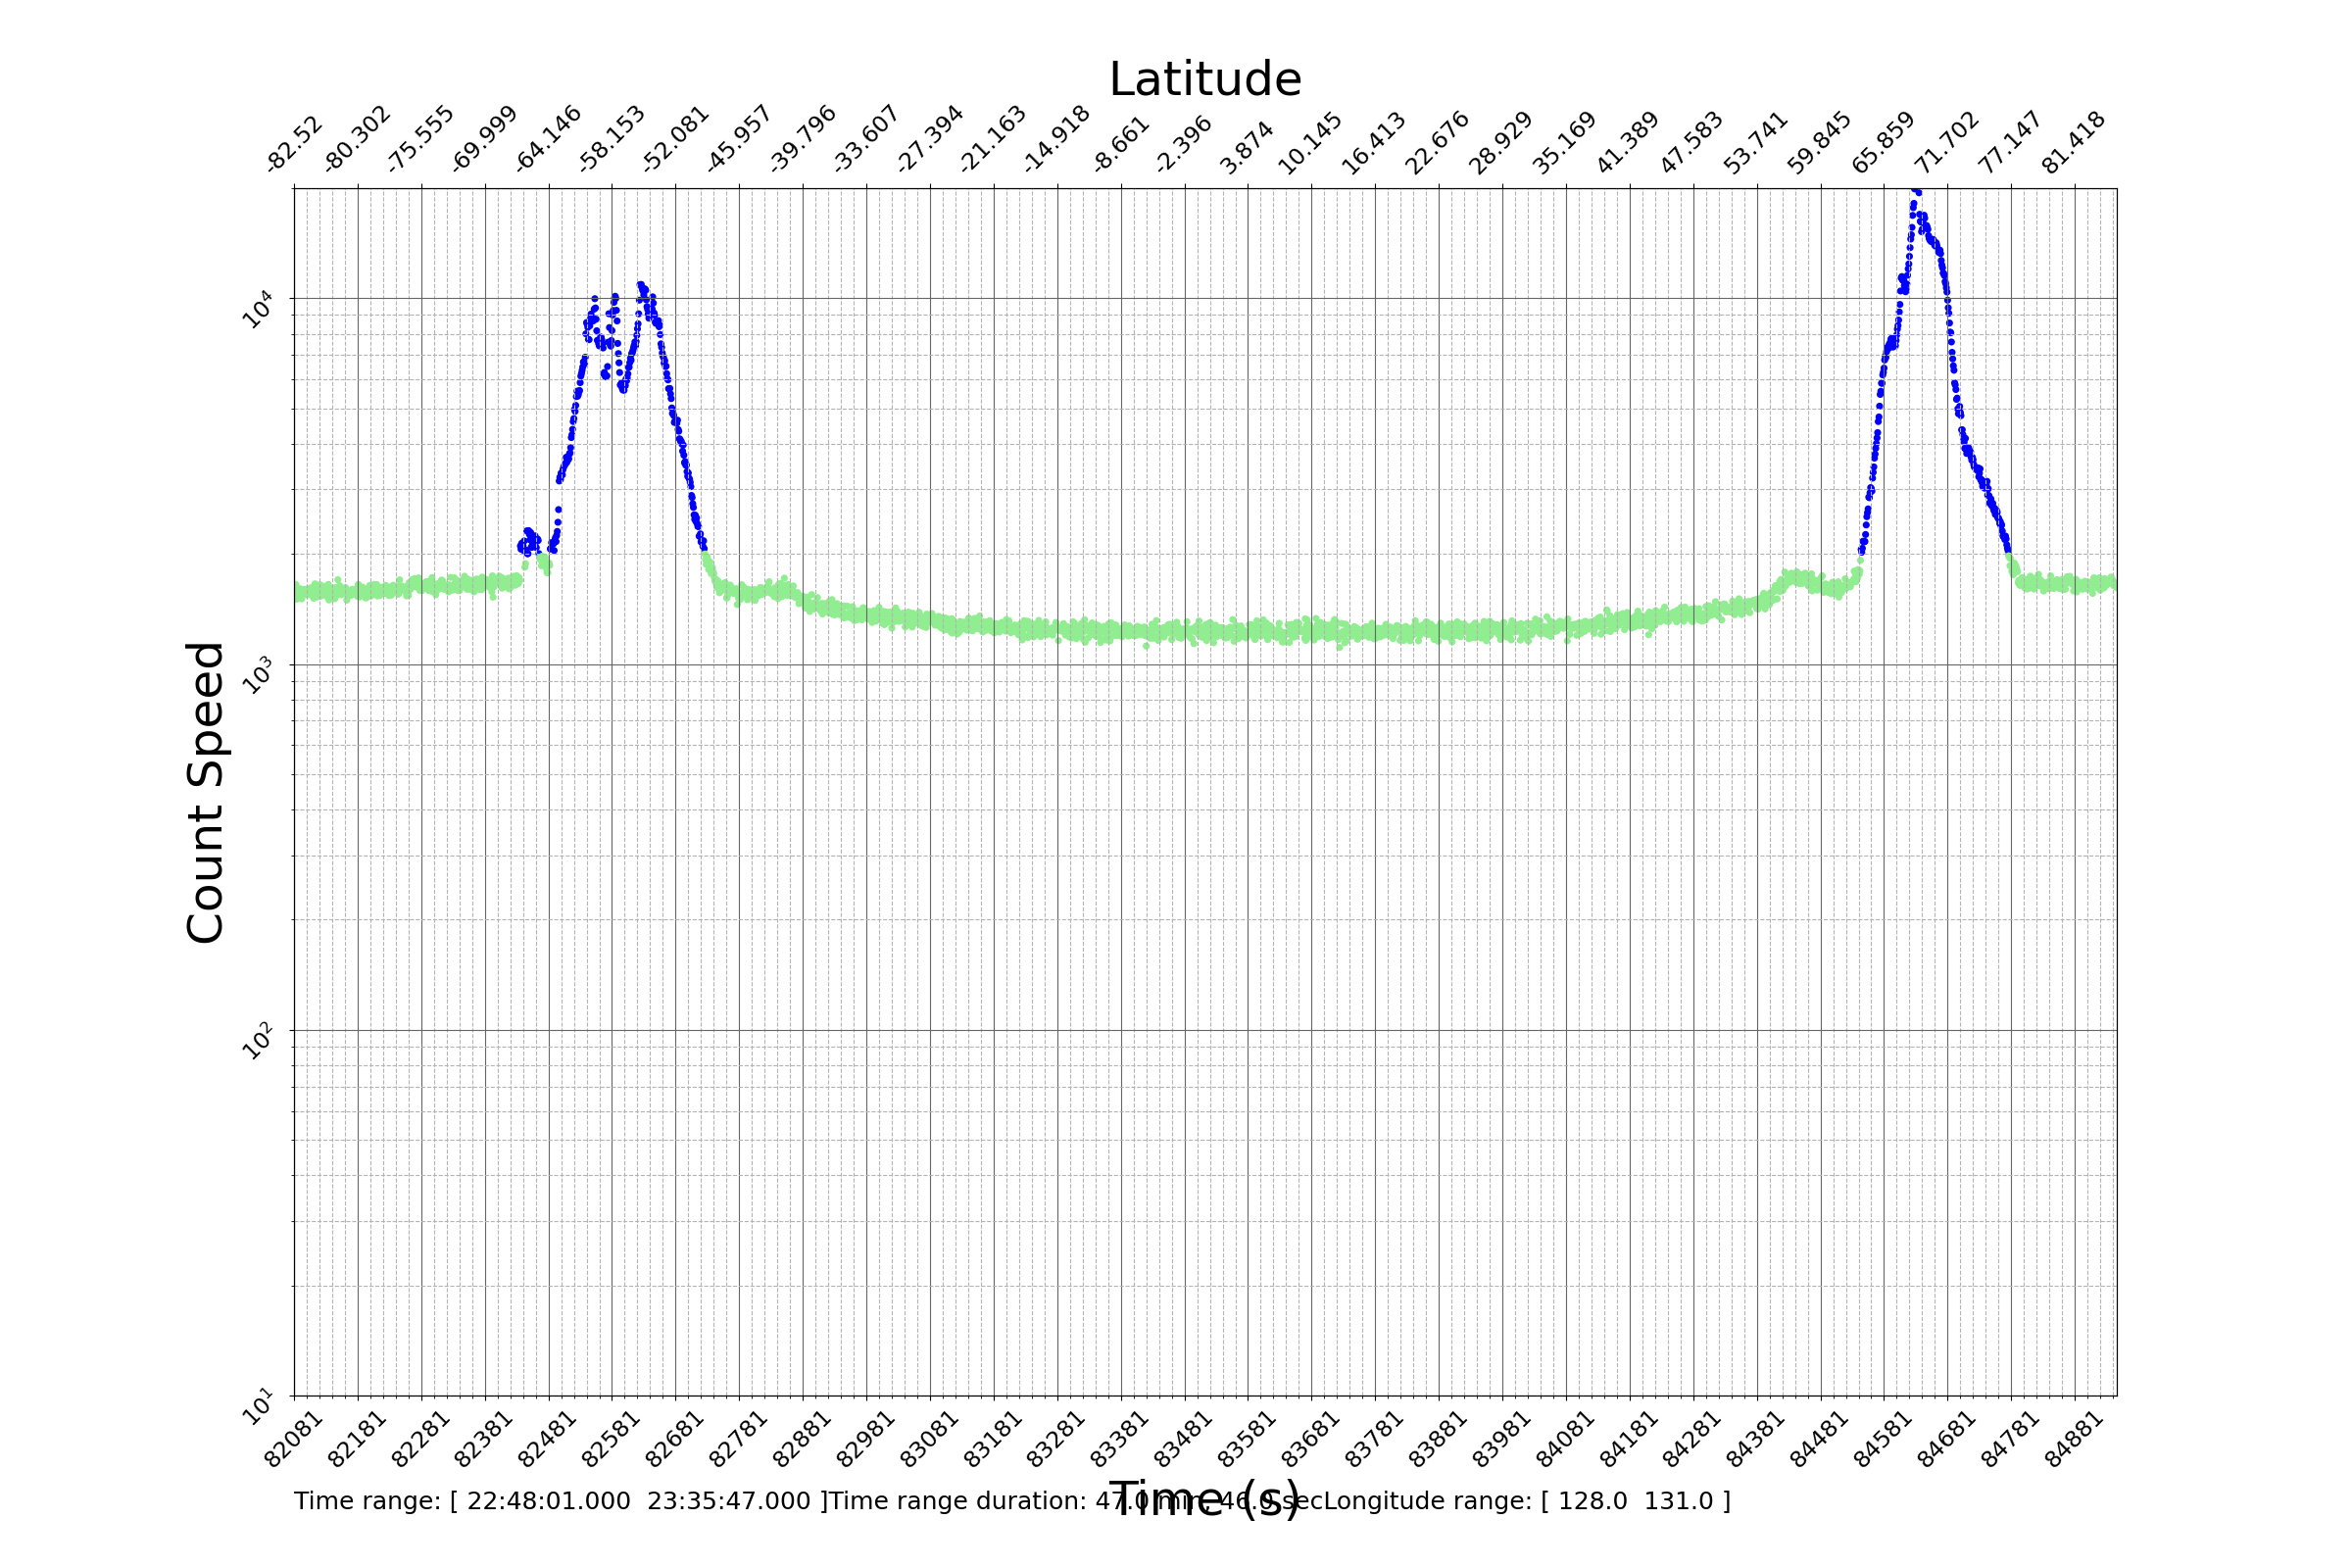 Latitude
-82.52 -80.302 -75.555 -69.999 -64.146 -58.153 -52.081 -45.957 -39.796 -33.607 -27.394 -21.163 -14.918 -8.661 -2.396 3.874 10.145 16.413 22.676 28.929 35.169 41.389 47.583 53.741 59.845 65.859 71.702 77.147 81.418
10⁴
10³
Count Speed
10²
10¹
82081 82181 82281 82381 82481 82581 82681 82781 82881 82981 83081 83181 83281 83381 83481 83581 83681 83781 83881 83981 84081 84181 84281 84381 84481 84581 84681 84781 84881
Time (s)
Time range: [ 22:48:01.000  23:35:47.000 ]Time range duration: 47.0 min, 46.0 secLongitude range: [ 128.0  131.0 ]